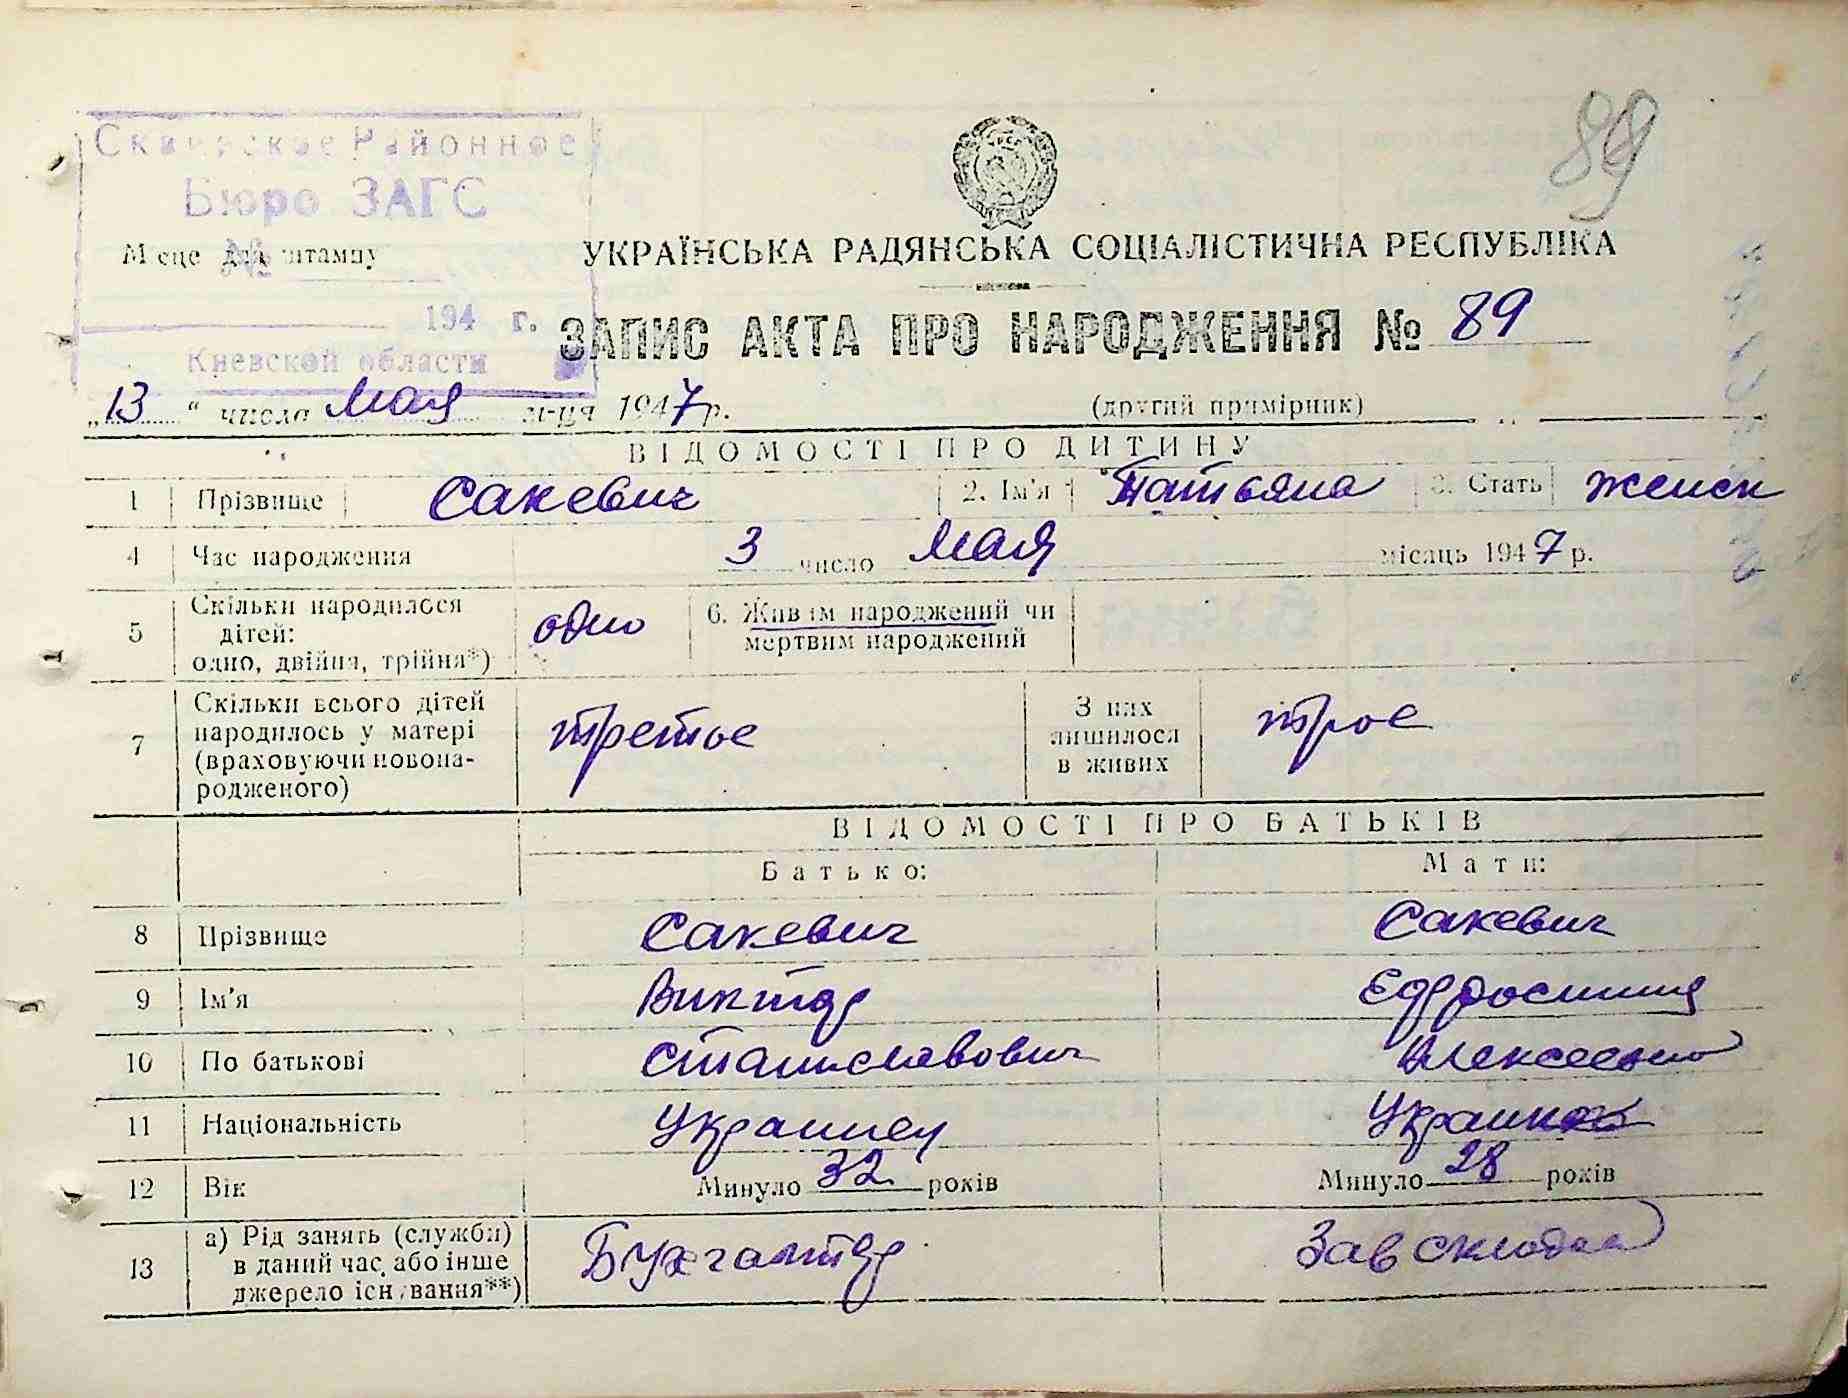 Сквирское Районное
Бюро ЗАГС
Місце для штампу
№
194 г.
Киевской области
89
УКРАЇНСЬКА РАДЯНСЬКА СОЦІАЛІСТИЧНА РЕСПУБЛІКА
ЗАПИС АКТА ПРО НАРОДЖЕННЯ № 89
„13“ числа мая м-ця 1947 р.
(другий примірник)
ВІДОМОСТІ ПРО ДИТИНУ
1 Прізвище Сакевич 2. Ім'я Татьяна 3. Стать женск
4 Час народження 3 число мая місяць 1947 р.
5 Скільки народилося дітей: одно, двійня, трійня*) одно 6. Живим народжений чи мертвим народжений
7 Скільки всього дітей народилось у матері (враховуючи новонародженого) третье З них лишилося в живих трое
ВІДОМОСТІ ПРО БАТЬКІВ
Батько: Мати:
8 Прізвище Сакевич Сакевич
9 Ім'я Виктор Ефросиния
10 По батькові Станиславович Алексеевна
11 Національність Украинец Украинка
12 Вік Минуло 32 років Минуло 28 років
13 а) Рід занять (служби) в даний час або інше джерело існування**) Бухгалтер Зав складом